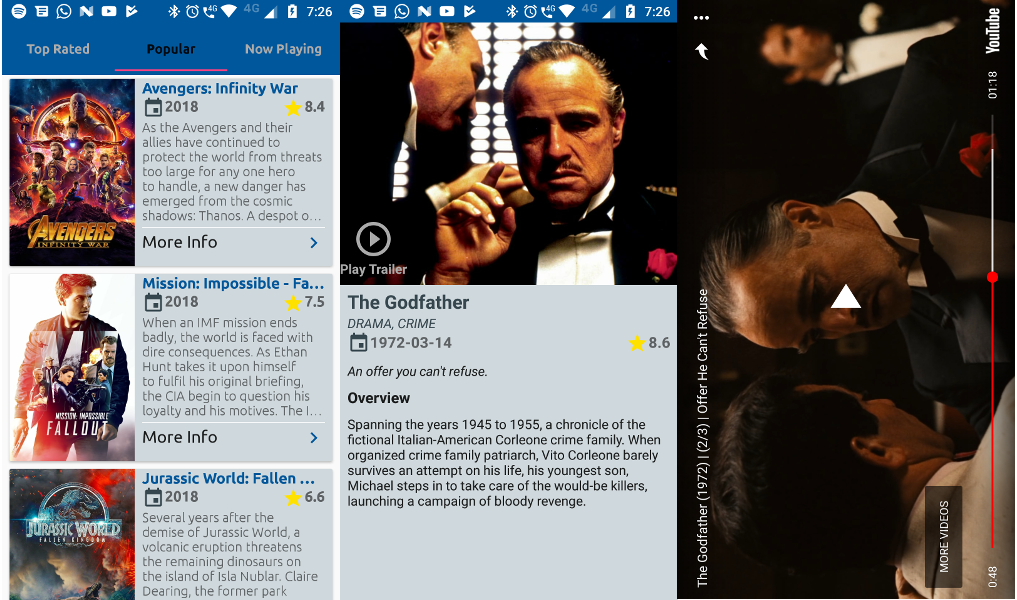 4G 4G 7:26
Top Rated Popular Now Playing
Avengers: Infinity War
2018 8.4
As the Avengers and their
allies have continued to
protect the world from threats
too large for any one hero
to handle, a new danger has
emerged from the cosmic
shadows: Thanos. A despot o...
More Info
AVENGERS
INFINITY WAR
Mission: Impossible - Fa...
2018 7.5
When an IMF mission ends
badly, the world is faced with
dire consequences. As Ethan
Hunt takes it upon himself
to fulfil his original briefing,
the CIA begin to question his
loyalty and his motives. The I...
More Info
MISSION: IMPOSSIBLE
FALLOUT
Jurassic World: Fallen ...
2018 6.6
Several years after the
demise of Jurassic World, a
volcanic eruption threatens
the remaining dinosaurs on
the island of Isla Nublar. Claire
Dearing, the former park
JURASSIC WORLD
FALLEN KINGDOM
4G 4G 7:26
Play Trailer
The Godfather
DRAMA, CRIME
1972-03-14 8.6
An offer you can't refuse.
Overview
Spanning the years 1945 to 1955, a chronicle of the
fictional Italian-American Corleone crime family. When
organized crime family patriarch, Vito Corleone barely
survives an attempt on his life, his youngest son,
Michael steps in to take care of the would-be killers,
launching a campaign of bloody revenge.
The Godfather (1972) | (2/3) | Offer He Can't Refuse
MORE VIDEOS
0:48
01:18
YouTube